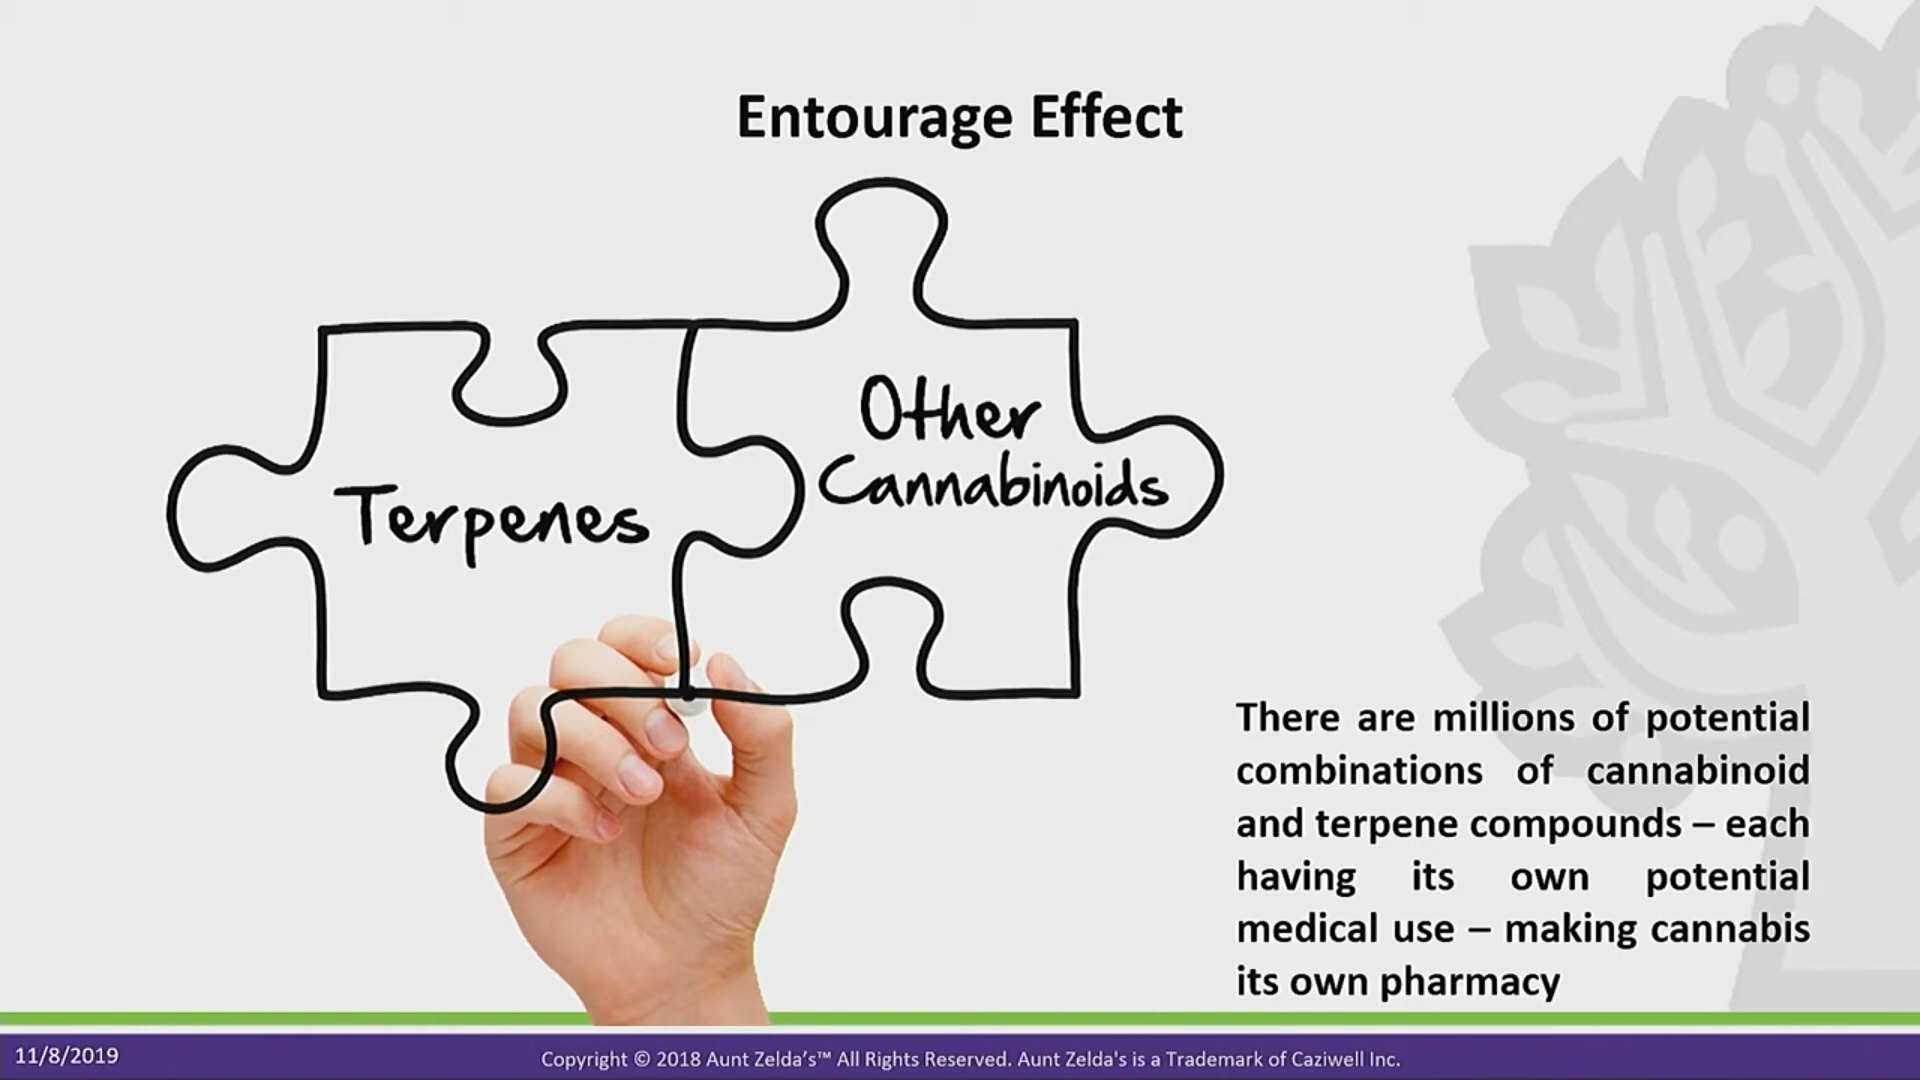 Entourage Effect
Other
Cannabinoids
Terpenes
There are millions of potential
combinations of cannabinoid
and terpene compounds – each
having its own potential
medical use – making cannabis
its own pharmacy
11/8/2019
Copyright © 2018 Aunt Zelda’s™ All Rights Reserved. Aunt Zelda's is a Trademark of Caziwell Inc.